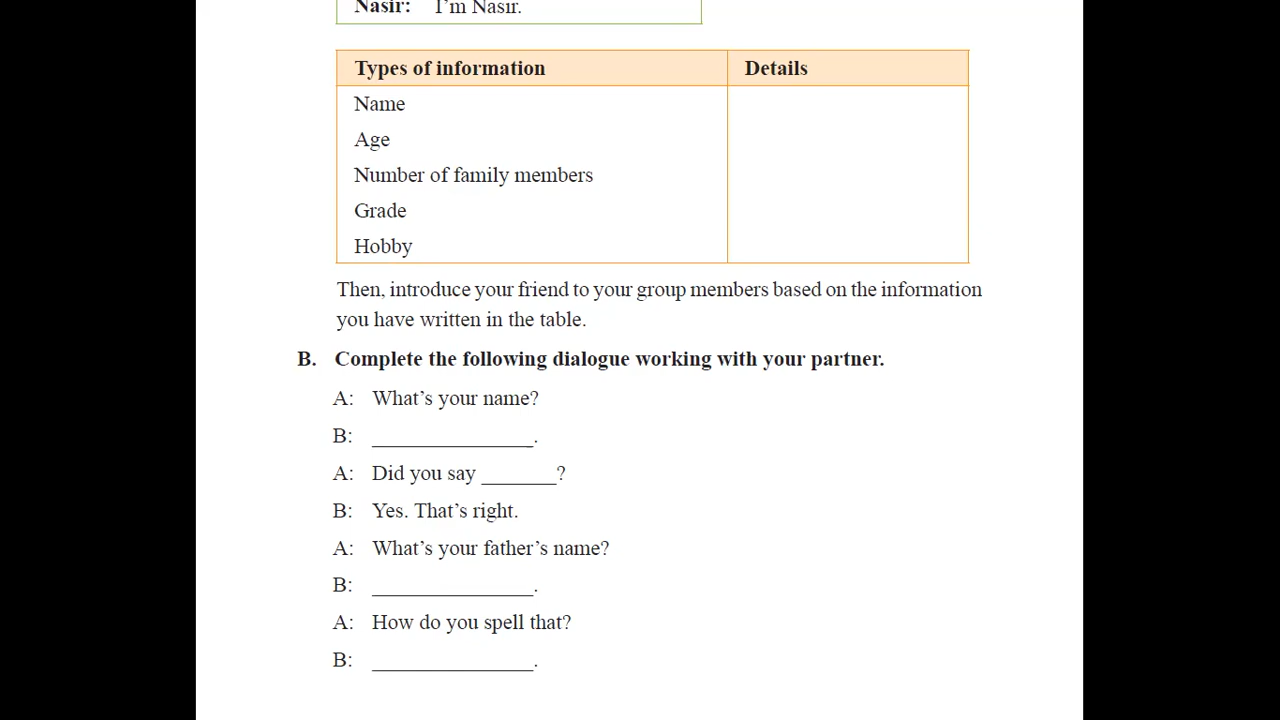 Nasir: I'm Nasir.
Types of information Details
Name
Age
Number of family members
Grade
Hobby
Then, introduce your friend to your group members based on the information
you have written in the table.
B. Complete the following dialogue working with your partner.
A: What's your name?
B: _______________.
A: Did you say _______?
B: Yes. That's right.
A: What's your father's name?
B: _______________.
A: How do you spell that?
B: _______________.